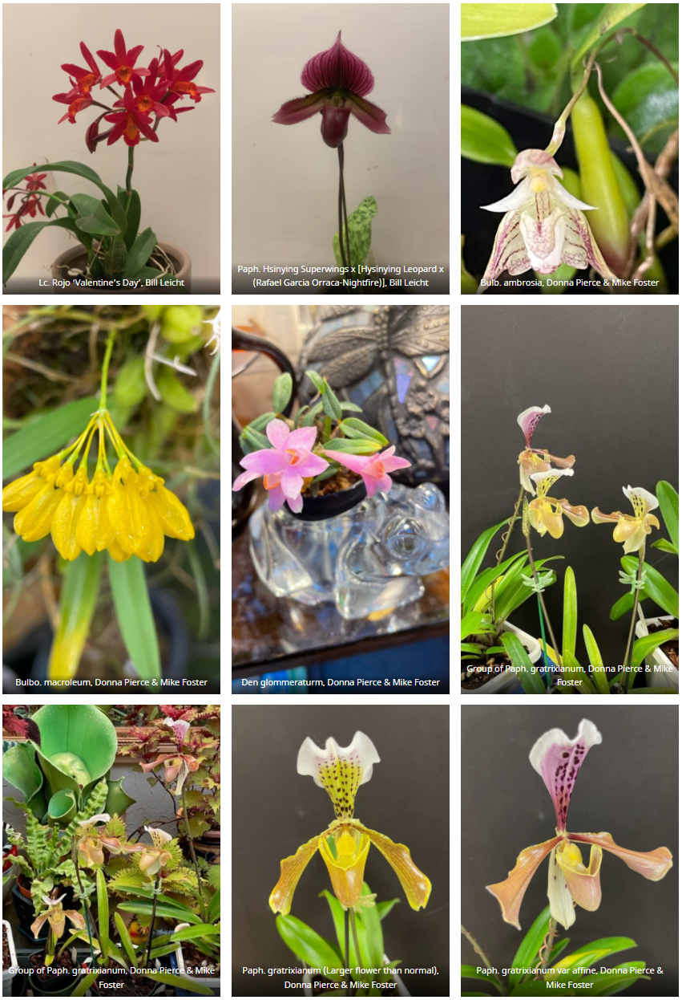 Lc. Rojo ‘Valentine’s Day’, Bill Leicht
Paph. Hsinying Superwings x [Hysinying Leopard x
(Rafael Garcia Orraca-Nightfire)], Bill Leicht
Bulb. ambrosia, Donna Pierce & Mike Foster
Bulbo. macroleum, Donna Pierce & Mike Foster
Den glommeraturm, Donna Pierce & Mike Foster
Group of Paph. gratrixianum, Donna Pierce & Mike
Foster
Group of Paph. gratrixianum, Donna Pierce & Mike
Foster
Paph. gratrixianum (Larger flower than normal),
Donna Pierce & Mike Foster
Paph. gratrixianum var affine, Donna Pierce &
Mike Foster